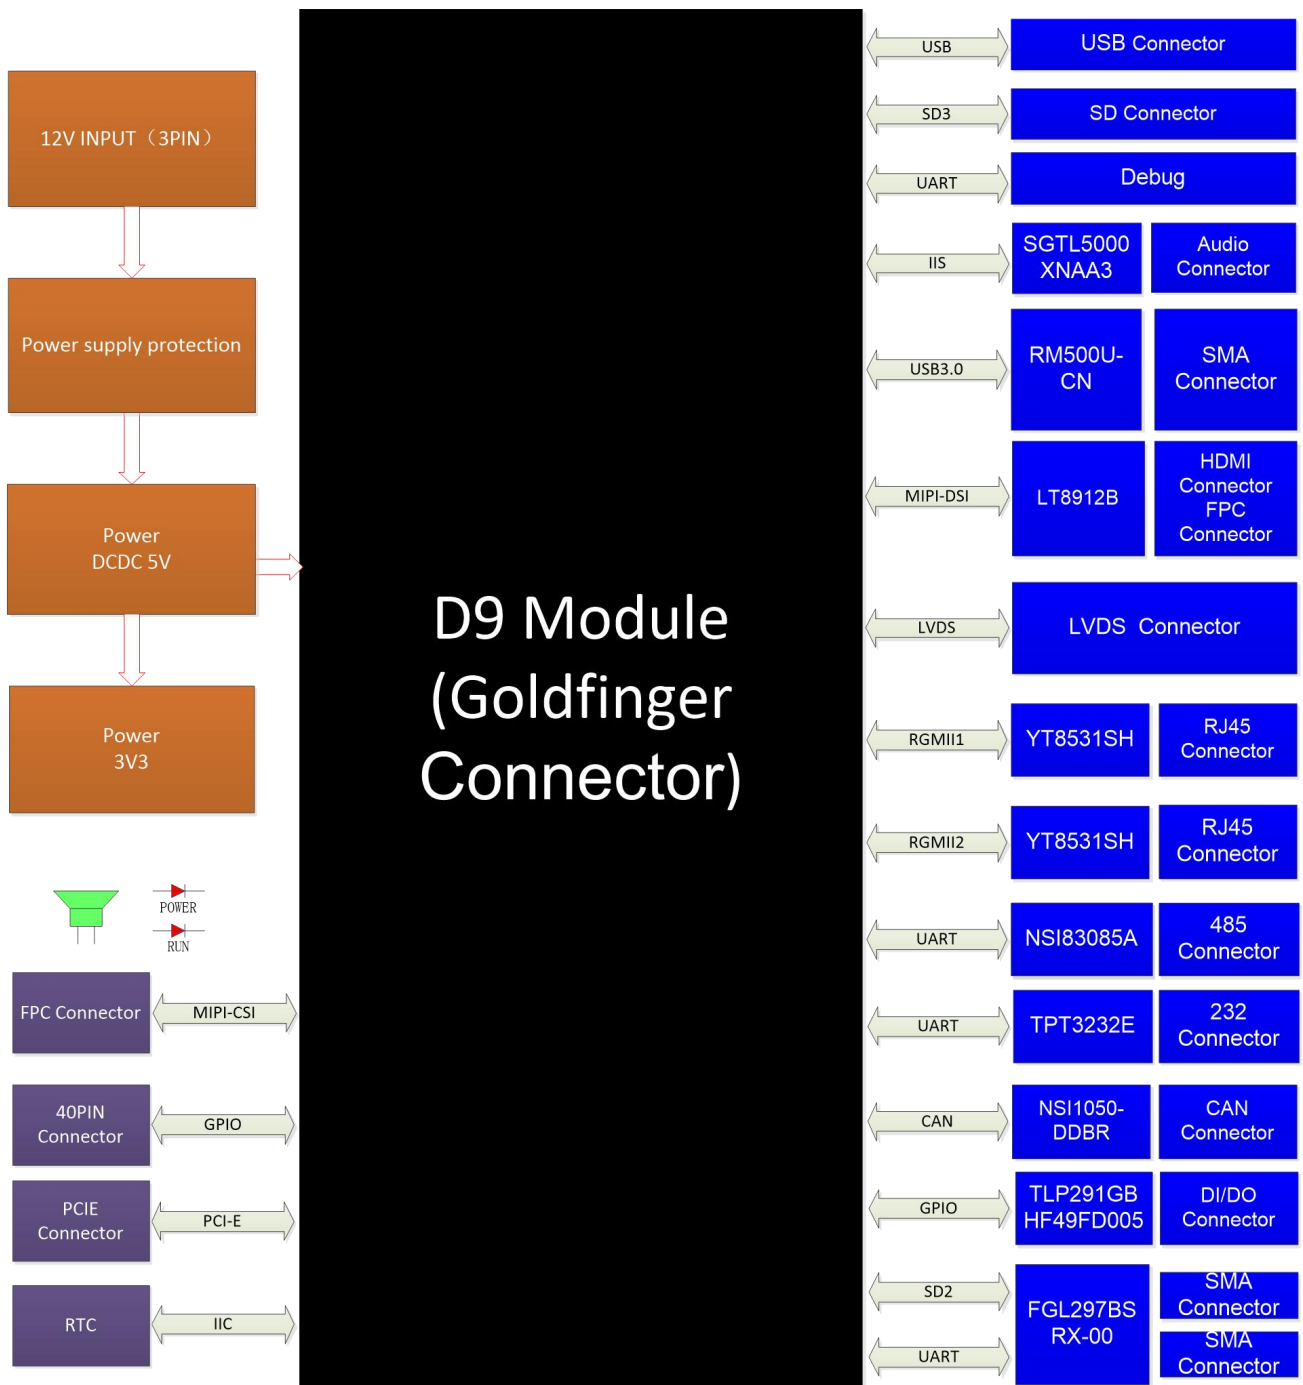 12V INPUT（3PIN）
Power supply protection
Power
DCDC 5V
Power
3V3
POWER
RUN
FPC Connector
MIPI-CSI
40PIN
Connector
GPIO
PCIE
Connector
PCI-E
RTC
IIC
D9 Module
(Goldfinger
Connector)
USB
USB Connector
SD3
SD Connector
UART
Debug
IIS
SGTL5000
XNAA3
Audio
Connector
USB3.0
RM500U-
CN
SMA
Connector
MIPI-DSI
LT8912B
HDMI
Connector
FPC
Connector
LVDS
LVDS Connector
RGMII1
YT8531SH
RJ45
Connector
RGMII2
YT8531SH
RJ45
Connector
UART
NSI83085A
485
Connector
UART
TPT3232E
232
Connector
CAN
NSI1050-
DDBR
CAN
Connector
GPIO
TLP291GB
HF49FD005
DI/DO
Connector
SD2
UART
FGL297BS
RX-00
SMA
Connector
SMA
Connector